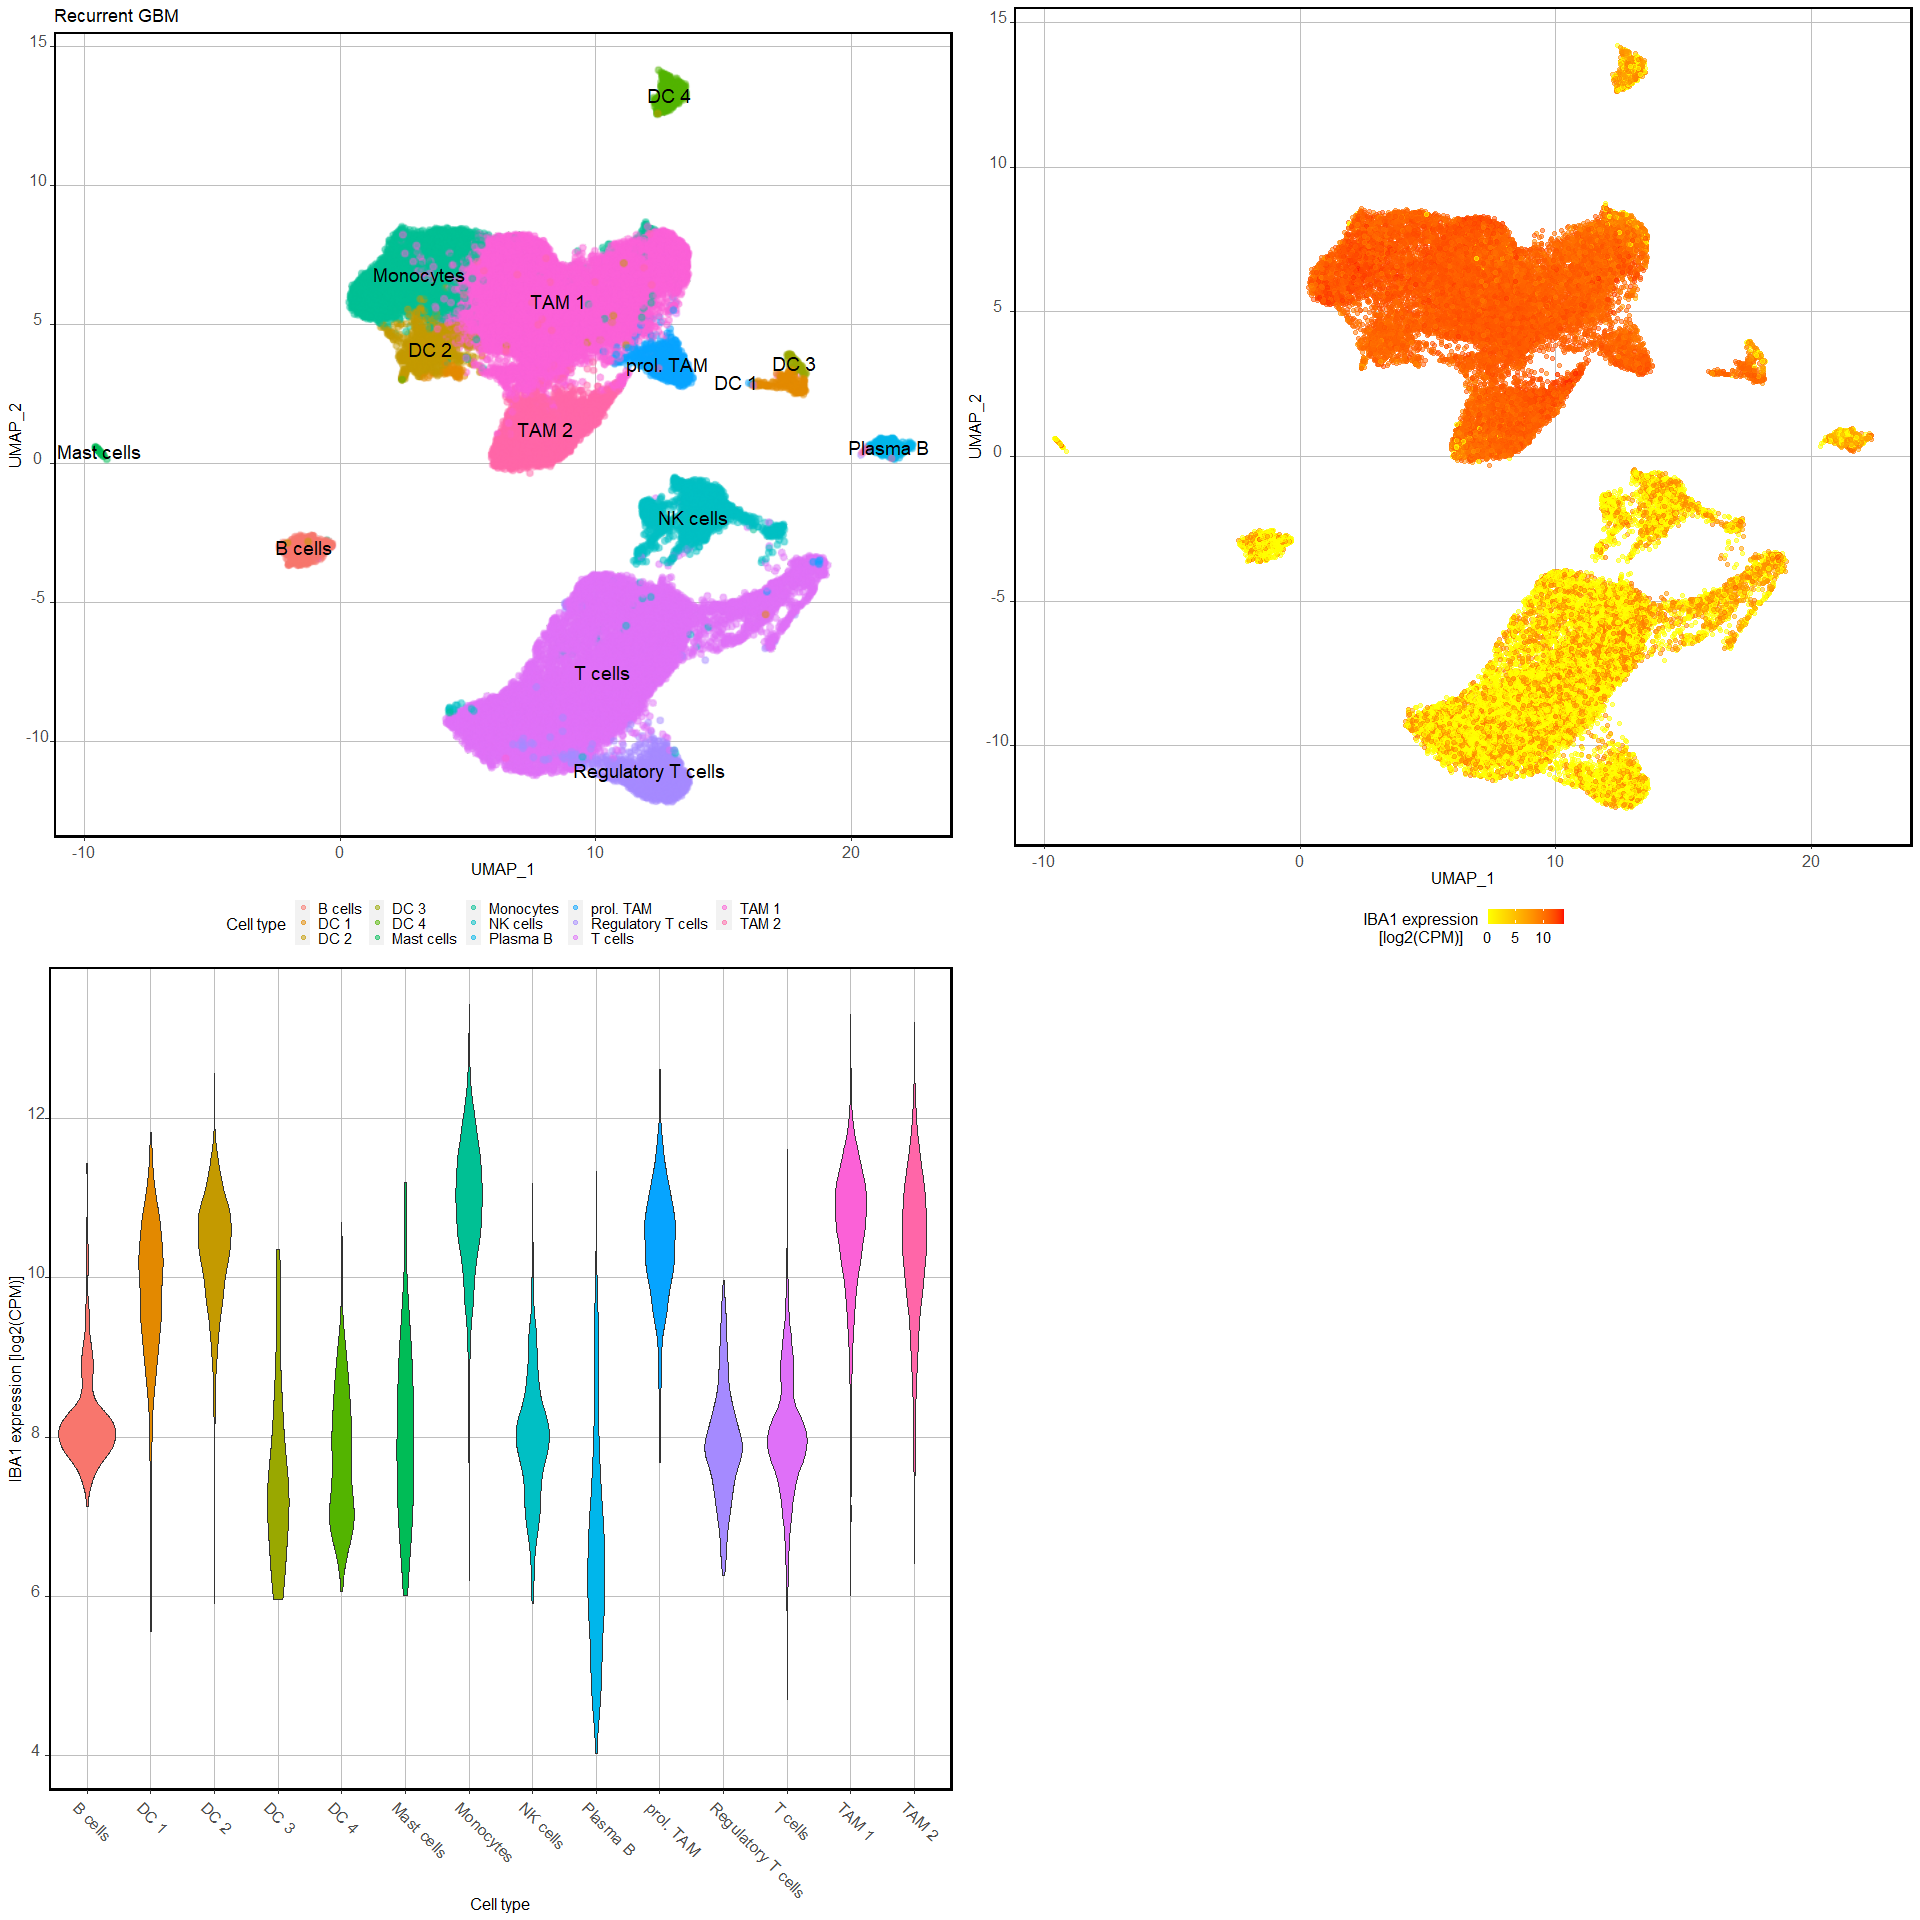 Recurrent GBM
15
10
5
0
-5
-10
UMAP_2
DC 4
Monocytes
TAM 1
DC 2
prol. TAM
DC 3
DC 1
TAM 2
Mast cells
Plasma B
NK cells
B cells
T cells
Regulatory T cells
-10 0 10 20
UMAP_1
Cell type
B cells DC 3 Monocytes prol. TAM TAM 1
DC 1 DC 4 NK cells Regulatory T cells TAM 2
DC 2 Mast cells Plasma B T cells
15
10
5
0
-5
-10
UMAP_2
-10 0 10 20
UMAP_1
IBA1 expression
[log2(CPM)] 0 5 10
12
10
8
6
4
IBA1 expression [log2(CPM)]
B cells
DC 1
DC 2
DC 3
DC 4
Mast cells
Monocytes
NK cells
Plasma B
prol. TAM
Regulatory T cells
T cells
TAM 1
TAM 2
Cell type